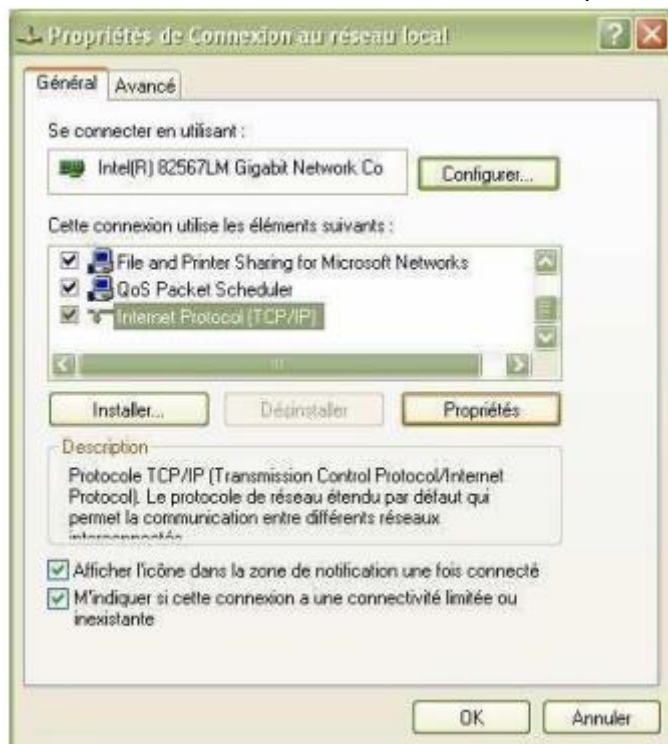 Propriétés de Connexion au réseau local
Général
Avancé
Se connecter en utilisant :
Intel(R) 82567LM Gigabit Network Co
Configurer...
Cette connexion utilise les éléments suivants :
File and Printer Sharing for Microsoft Networks
QoS Packet Scheduler
Internet Protocol (TCP/IP)
Installer...
Désinstaller
Propriétés
Description
Protocole TCP/IP (Transmission Control Protocol/Internet
Protocol). Le protocole de réseau étendu par défaut qui
permet la communication entre différents réseaux
interconnectés
Afficher l'icône dans la zone de notification une fois connecté
M'indiquer si cette connexion a une connectivité limitée ou
inexistante
OK
Annuler